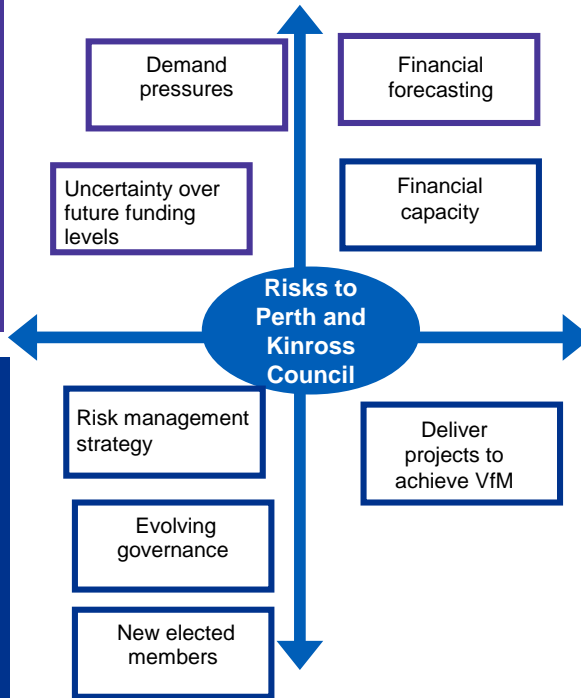 Demand
pressures
Financial
forecasting
Uncertainty over
future funding
levels
Financial
capacity
Risks to
Perth and
Kinross
Council
Risk management
strategy
Deliver
projects to
achieve VfM
Evolving
governance
New elected
members